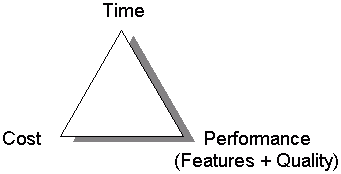 Time
Cost
Performance
(Features + Quality)